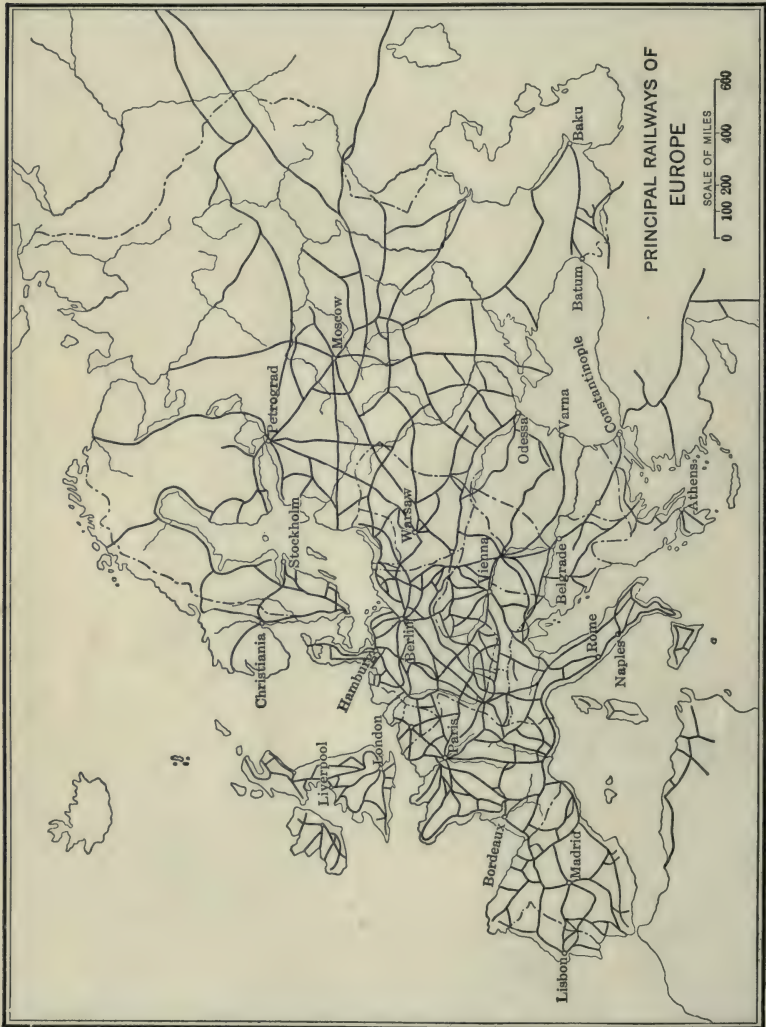 PRINCIPAL RAILWAYS OF
EUROPE
SCALE OF MILES
0 100 200 400 600
Christiania
Stockholm
Petrograd
Moscow
Liverpool
London
Hamburg
Berlin
Warsaw
Paris
Vienna
Odessa
Bordeaux
Belgrade
Varna
Constantinople
Batum
Baku
Lisbon
Madrid
Rome
Naples
Athens